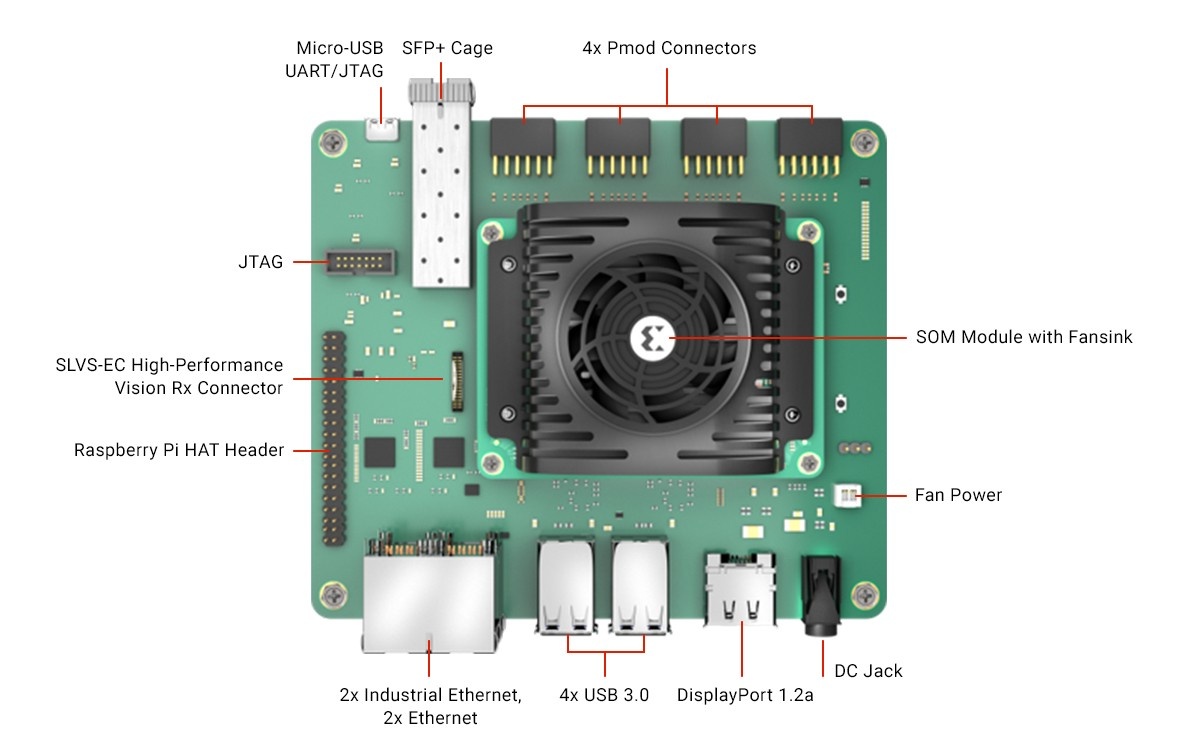 Micro-USB
UART/JTAG
SFP+ Cage
4x Pmod Connectors
JTAG
SOM Module with Fansink
SLVS-EC High-Performance
Vision Rx Connector
Raspberry Pi HAT Header
Fan Power
DC Jack
2x Industrial Ethernet,
2x Ethernet
4x USB 3.0
DisplayPort 1.2a